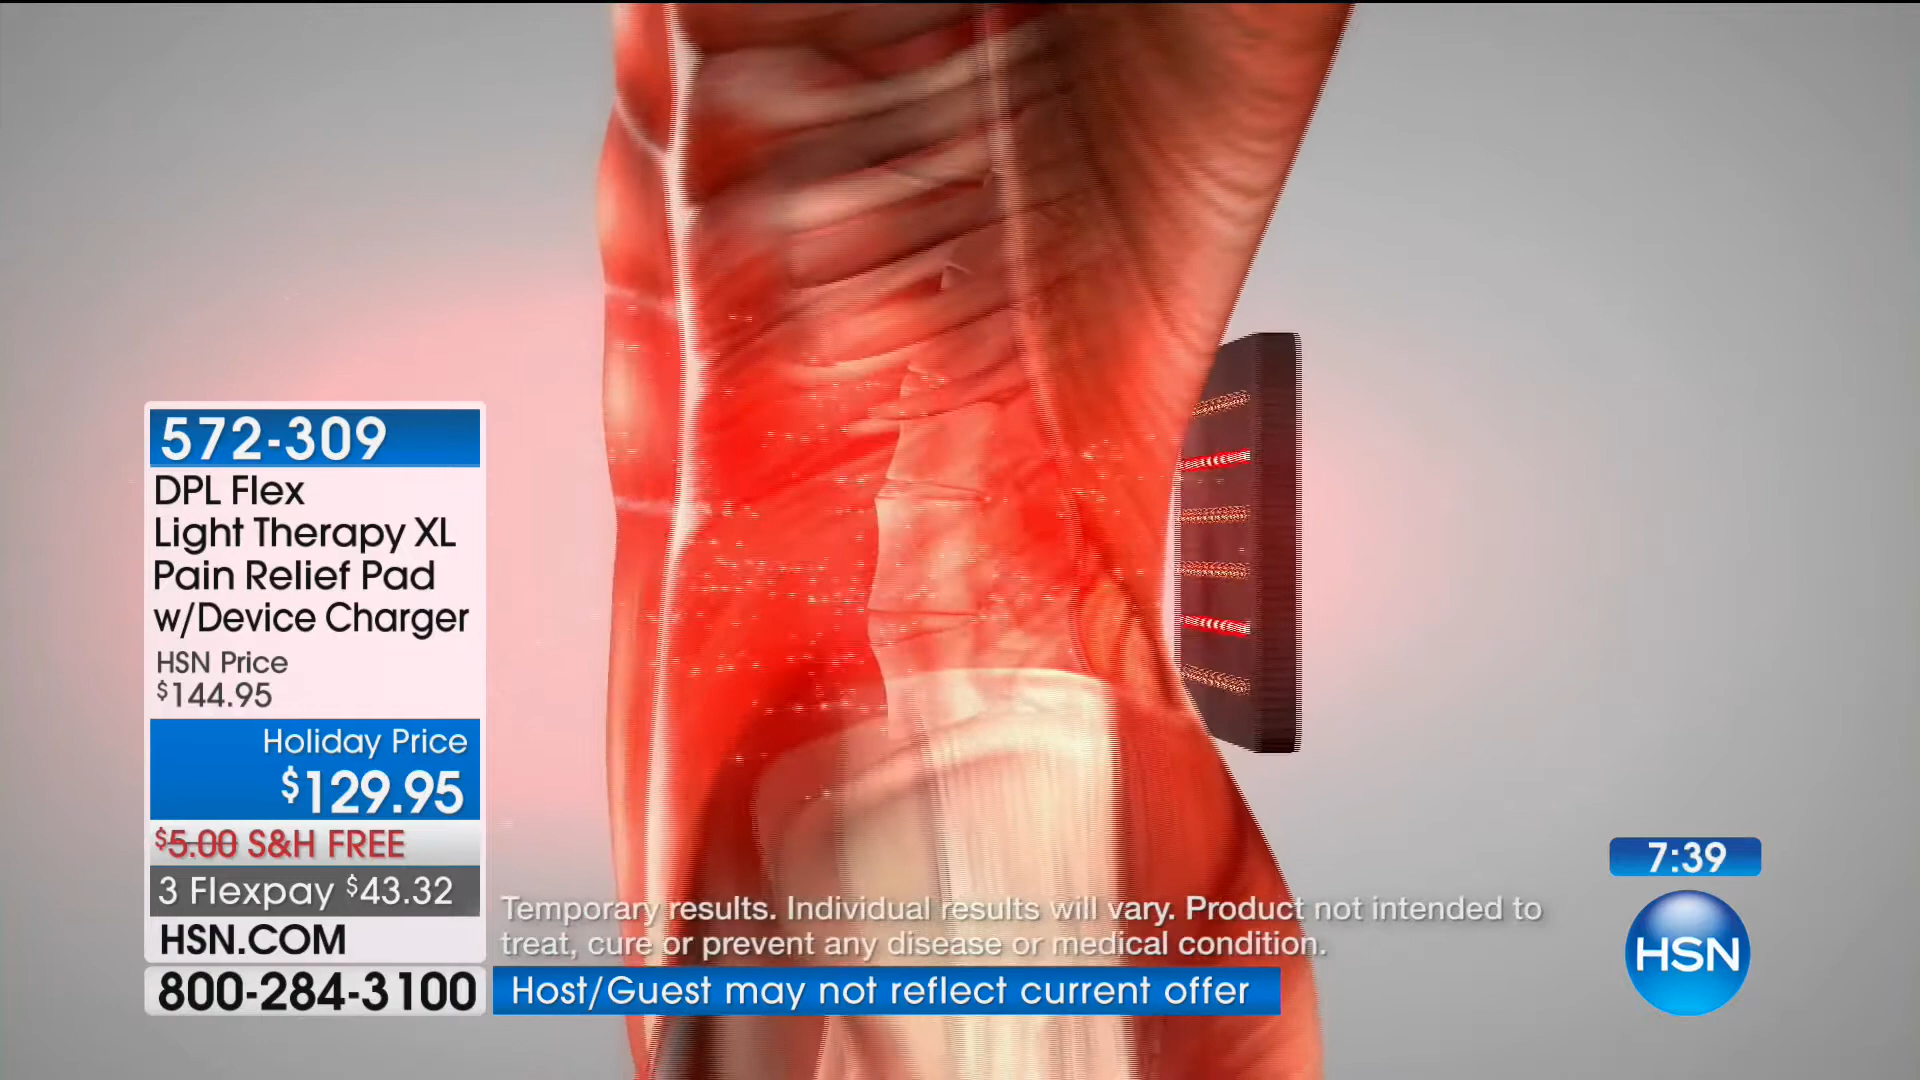 572-309
DPL Flex
Light Therapy XL
Pain Relief Pad
w/Device Charger
HSN Price
$144.95
Holiday Price
$129.95
$5.00 S&H FREE
3 Flexpay $43.32
HSN.COM
800-284-3100
Temporary results. Individual results will vary. Product not intended to
treat, cure or prevent any disease or medical condition.
Host/Guest may not reflect current offer
7:39
HSN